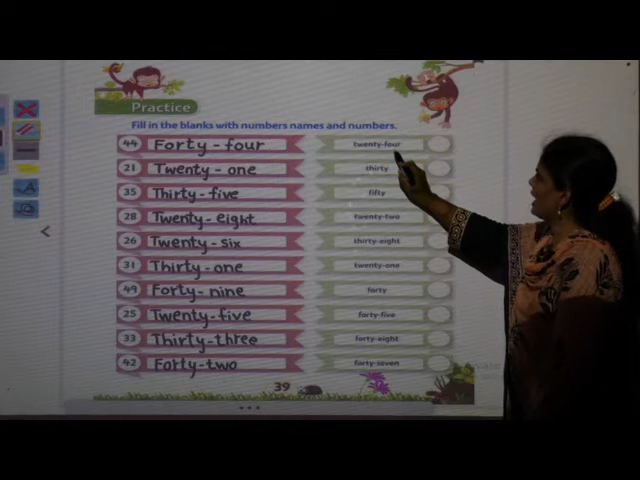 Practice
Fill in the blanks with numbers names and numbers.
44 Forty - four twenty-four
21 Twenty - one thirty
35 Thirty - five fifty
28 Twenty - eight twenty-two
26 Twenty - six thirty-eight
31 Thirty - one twenty-one
49 Forty - nine forty
25 Twenty - five forty-five
33 Thirty - three forty-eight
42 Forty - two forty-seven
39